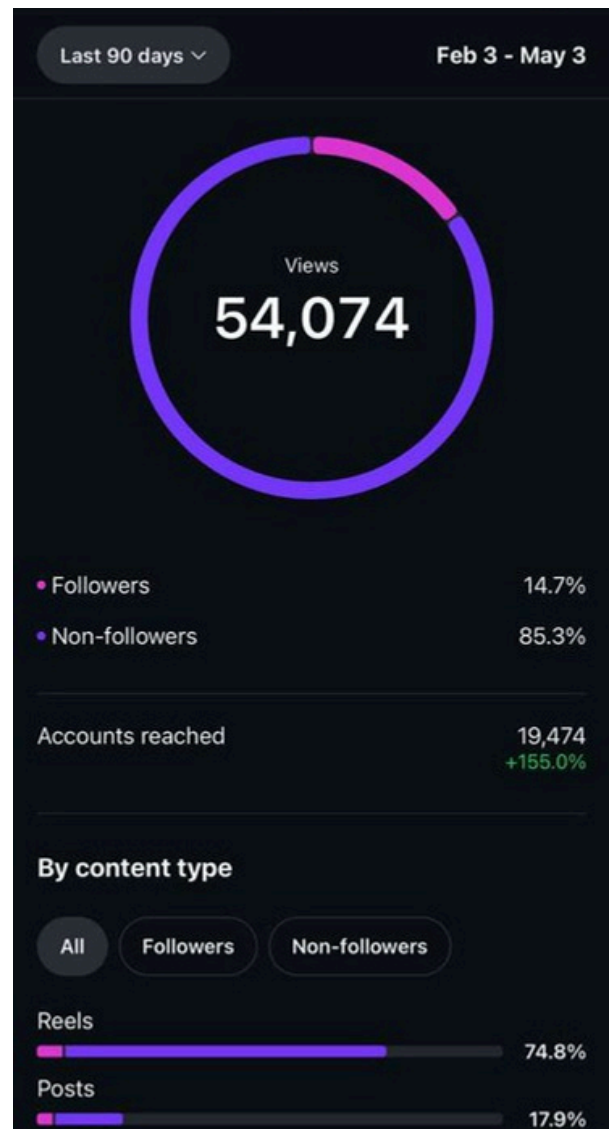 Last 90 days
Feb 3 - May 3
Views
54,074
Followers 14.7%
Non-followers 85.3%
Accounts reached 19,474
+155.0%
By content type
All Followers Non-followers
Reels
74.8%
Posts
17.9%